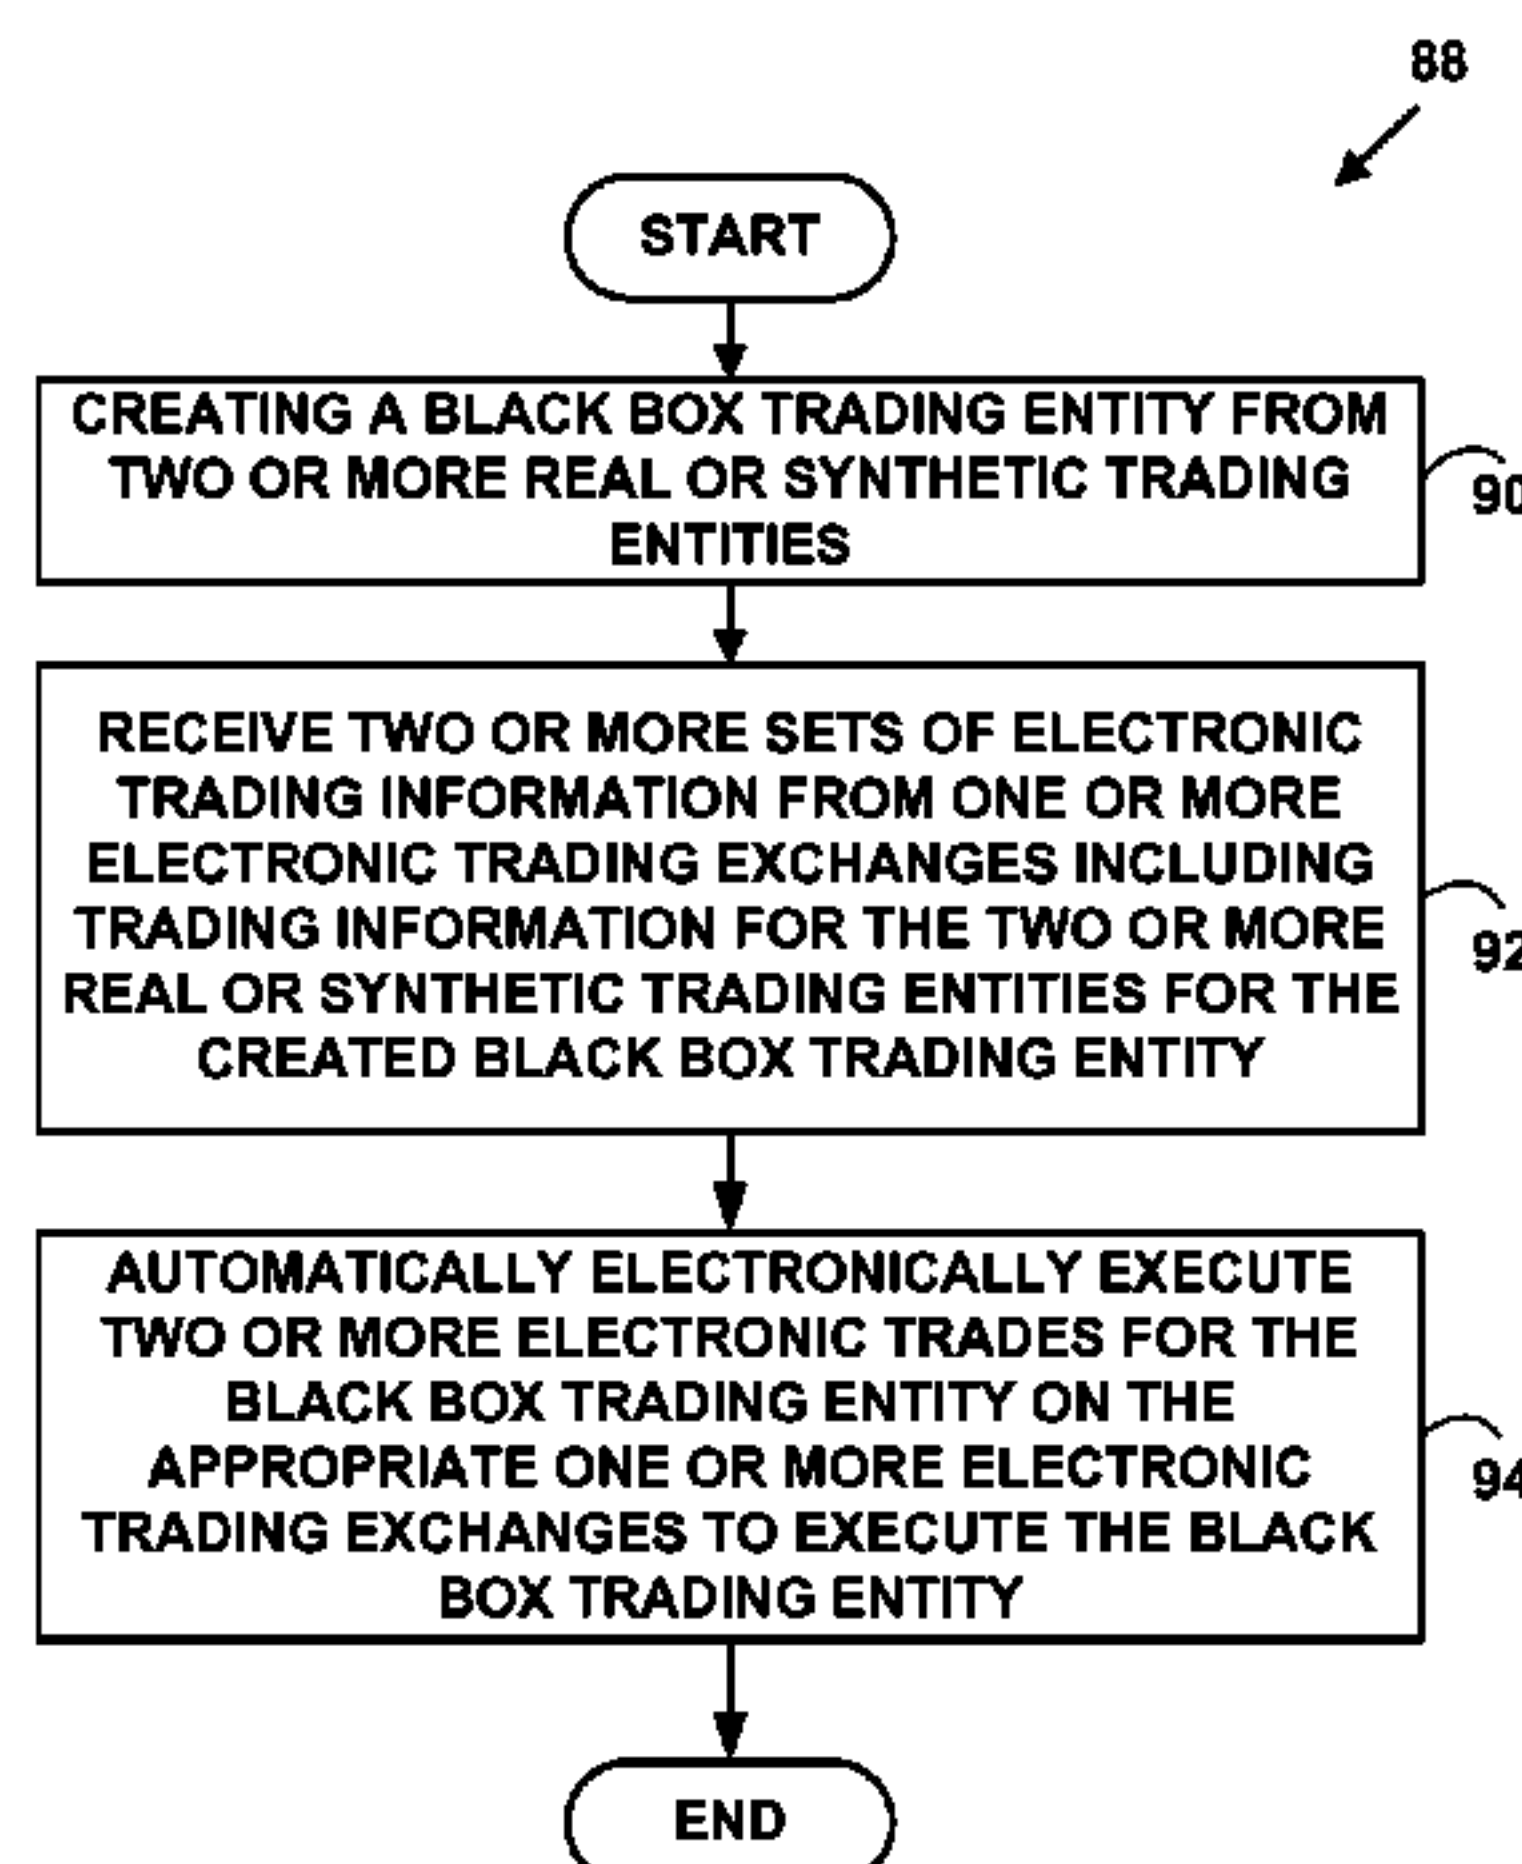 88
START
CREATING A BLACK BOX TRADING ENTITY FROM
TWO OR MORE REAL OR SYNTHETIC TRADING
ENTITIES
90
RECEIVE TWO OR MORE SETS OF ELECTRONIC
TRADING INFORMATION FROM ONE OR MORE
ELECTRONIC TRADING EXCHANGES INCLUDING
TRADING INFORMATION FOR THE TWO OR MORE
REAL OR SYNTHETIC TRADING ENTITIES FOR THE
CREATED BLACK BOX TRADING ENTITY
92
AUTOMATICALLY ELECTRONICALLY EXECUTE
TWO OR MORE ELECTRONIC TRADES FOR THE
BLACK BOX TRADING ENTITY ON THE
APPROPRIATE ONE OR MORE ELECTRONIC
TRADING EXCHANGES TO EXECUTE THE BLACK
BOX TRADING ENTITY
94
END